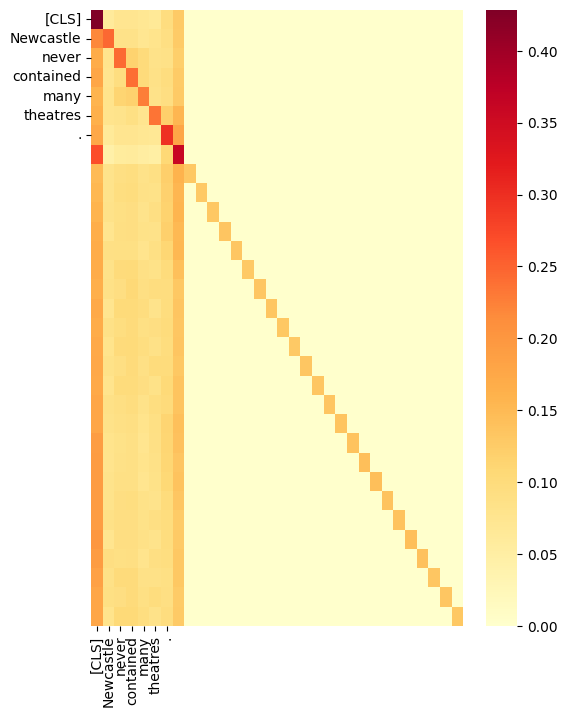 [CLS]
Newcastle
never
contained
many
theatres
.
0.40
0.35
0.30
0.25
0.20
0.15
0.10
0.05
0.00
[CLS]
Newcastle
never
contained
many
theatres
.